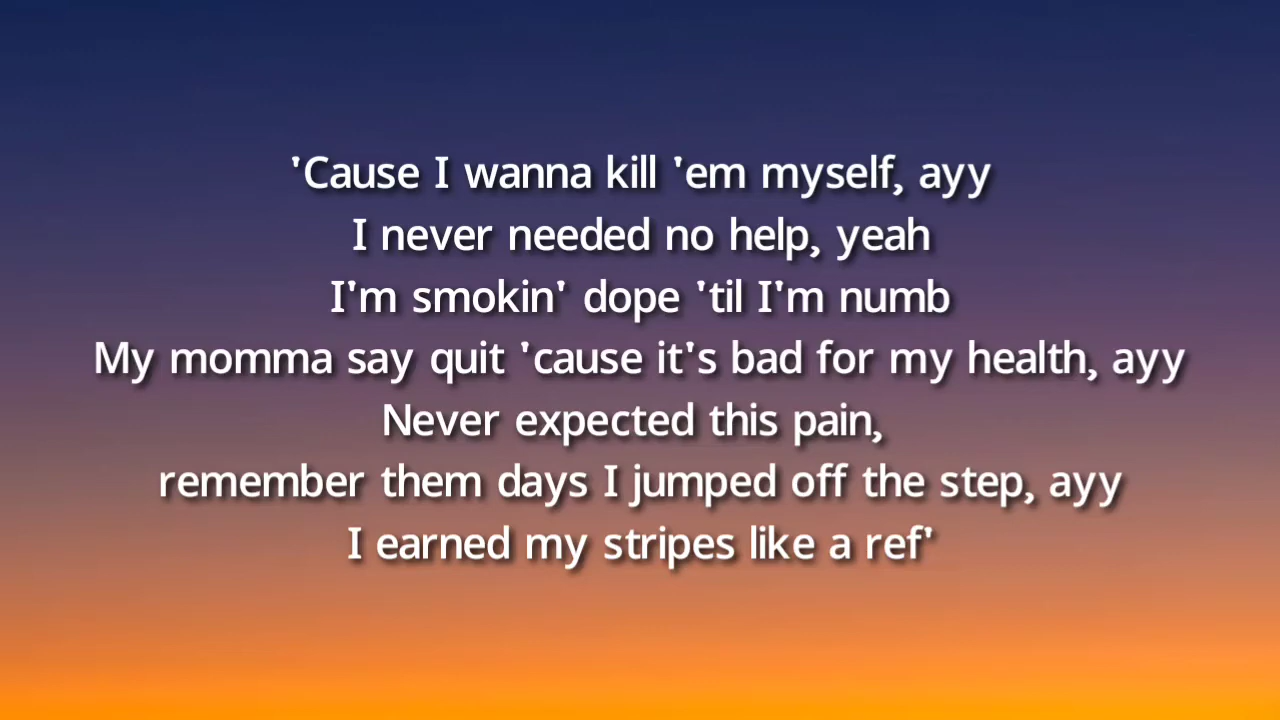 'Cause I wanna kill 'em myself, ayy
I never needed no help, yeah
I'm smokin' dope 'til I'm numb
My momma say quit 'cause it's bad for my health, ayy
Never expected this pain,
remember them days I jumped off the step, ayy
I earned my stripes like a ref'